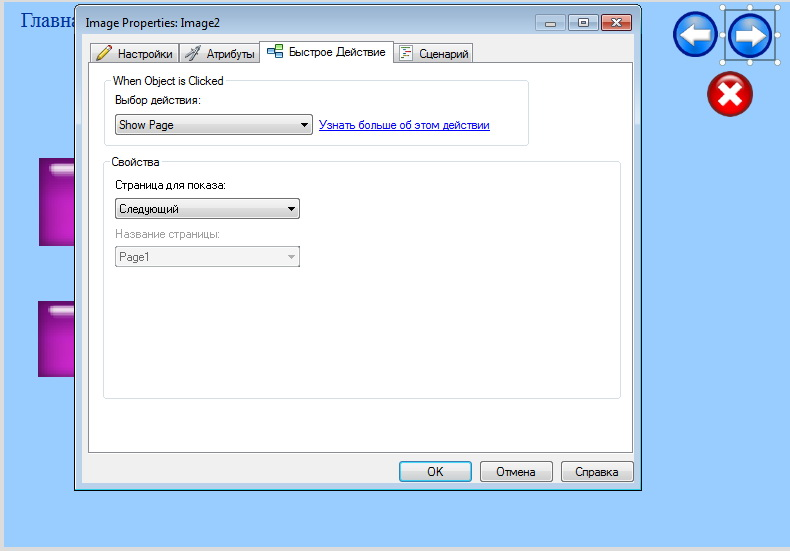 Image Properties: Image2
Настройки
Атрибуты
Быстрое Действие
Сценарий
When Object is Clicked
Выбор действия:
Show Page
Узнать больше об этом действии
Свойства
Страница для показа:
Следующий
Название страницы:
Page1
OK
Отмена
Справка